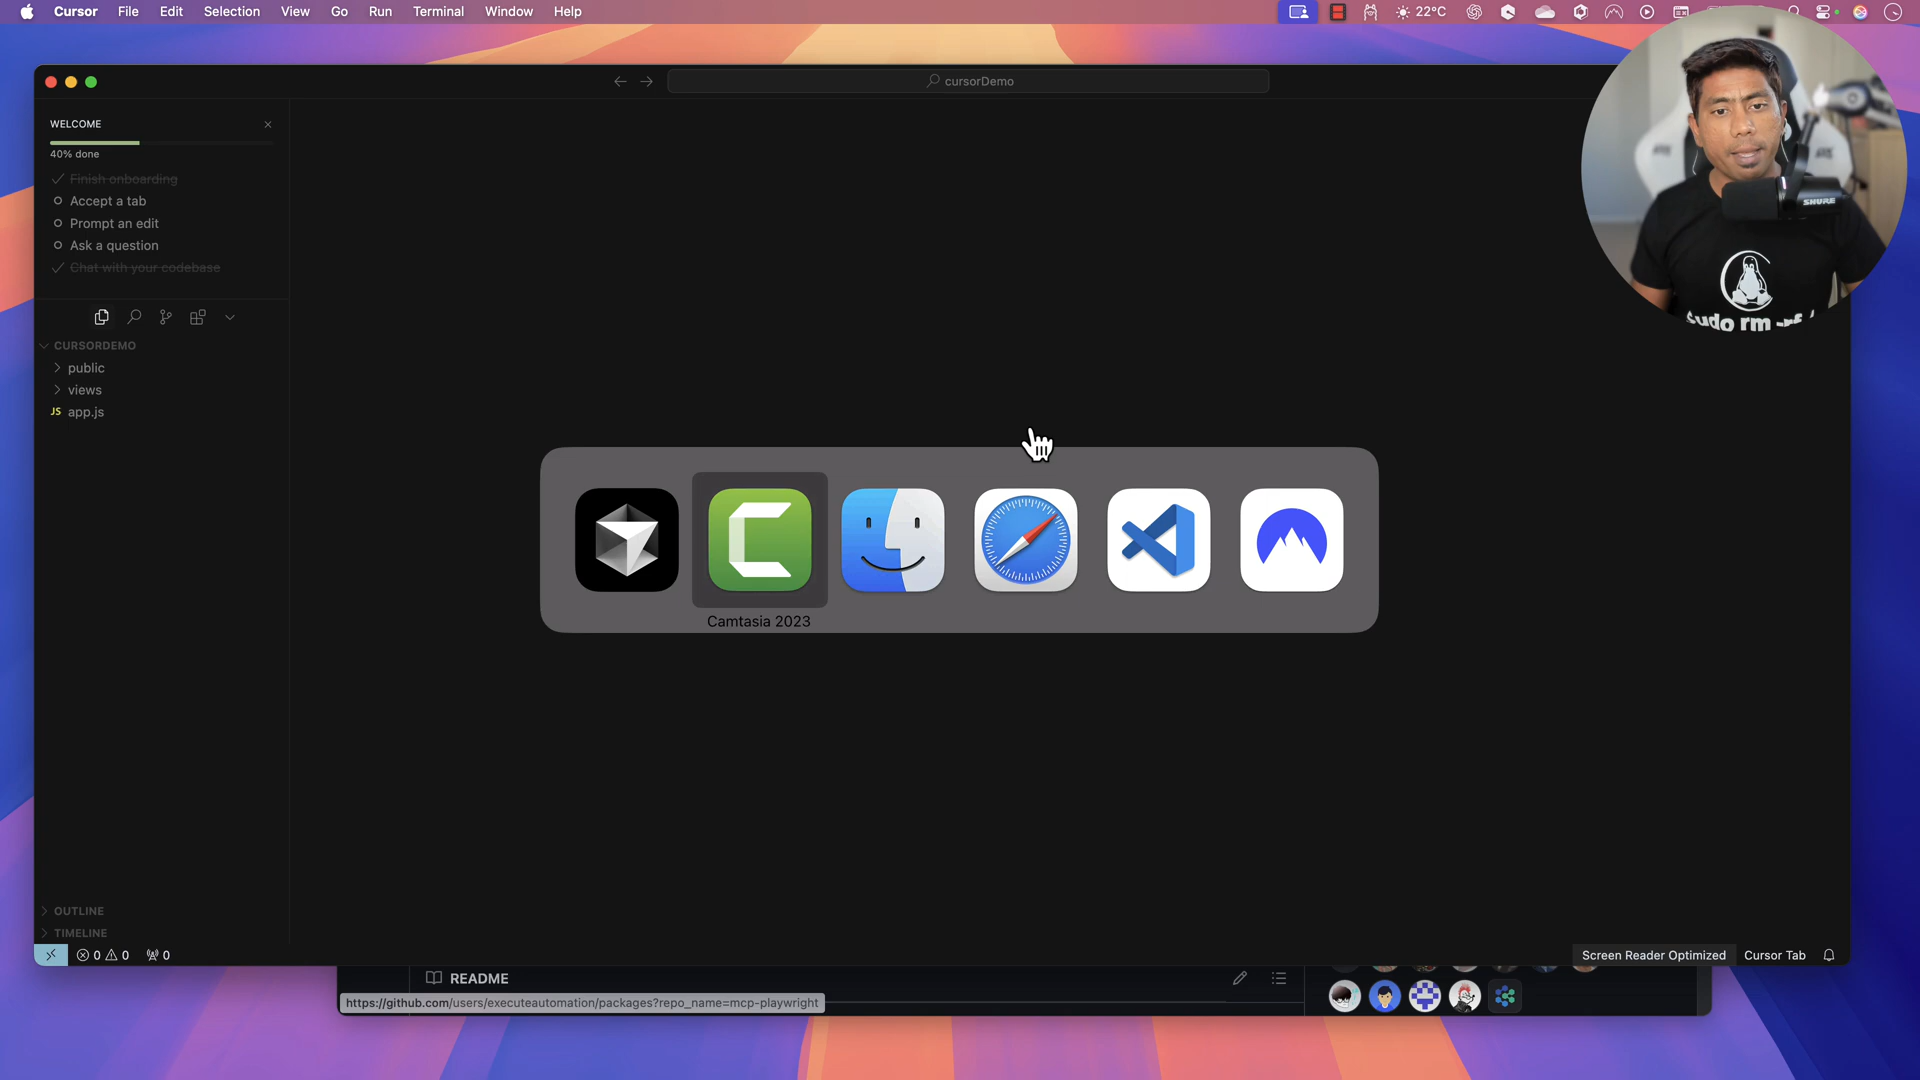 Cursor File Edit Selection View Go Run Terminal Window Help
22°C
cursorDemo
WELCOME
40% done
Finish onboarding
Accept a tab
Prompt an edit
Ask a question
Chat with your codebase
CURSORDEMO
public
views
JS app.js
SHURE
sudo rm -rf /
Camtasia 2023
OUTLINE
TIMELINE
0 0 0
Screen Reader Optimized Cursor Tab
README
https://github.com/users/executeautomation/packages?repo_name=mcp-playwright